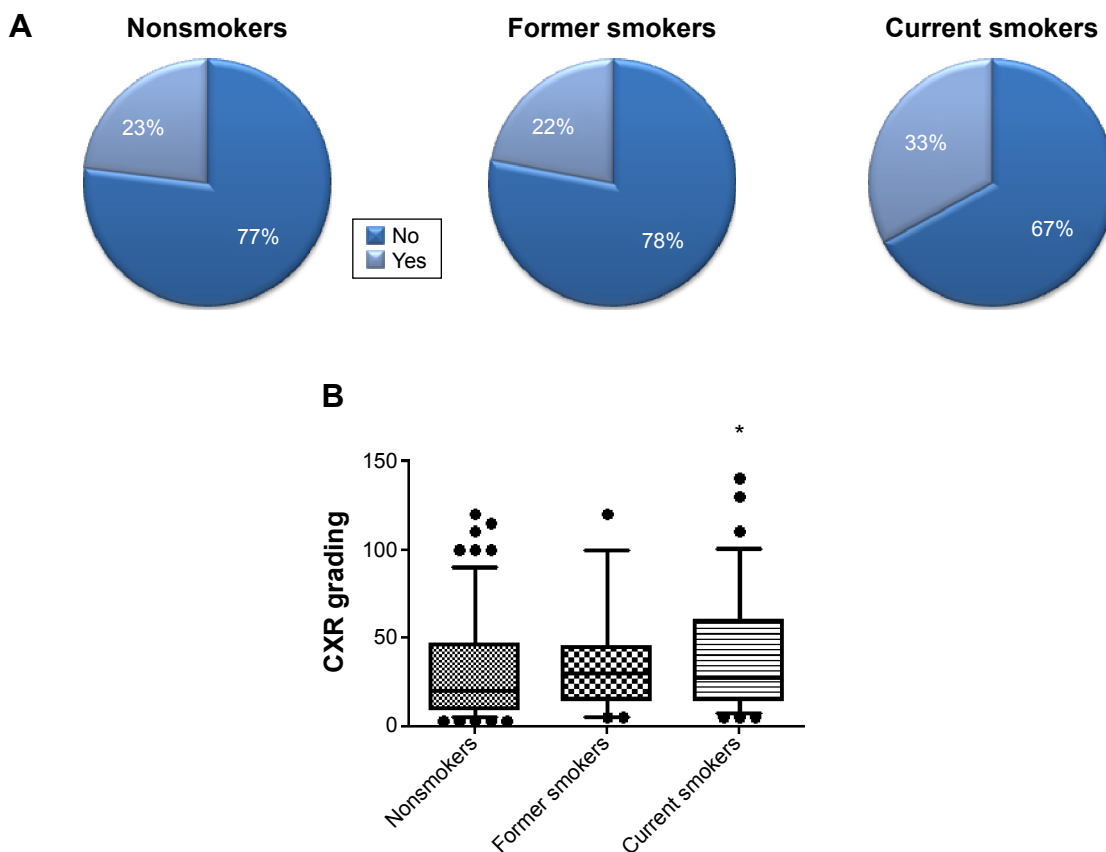 A
Nonsmokers
Former smokers
Current smokers
23%
77%
No
Yes
22%
78%
33%
67%
B
*
CXR grading
150
100
50
0
Nonsmokers
Former smokers
Current smokers